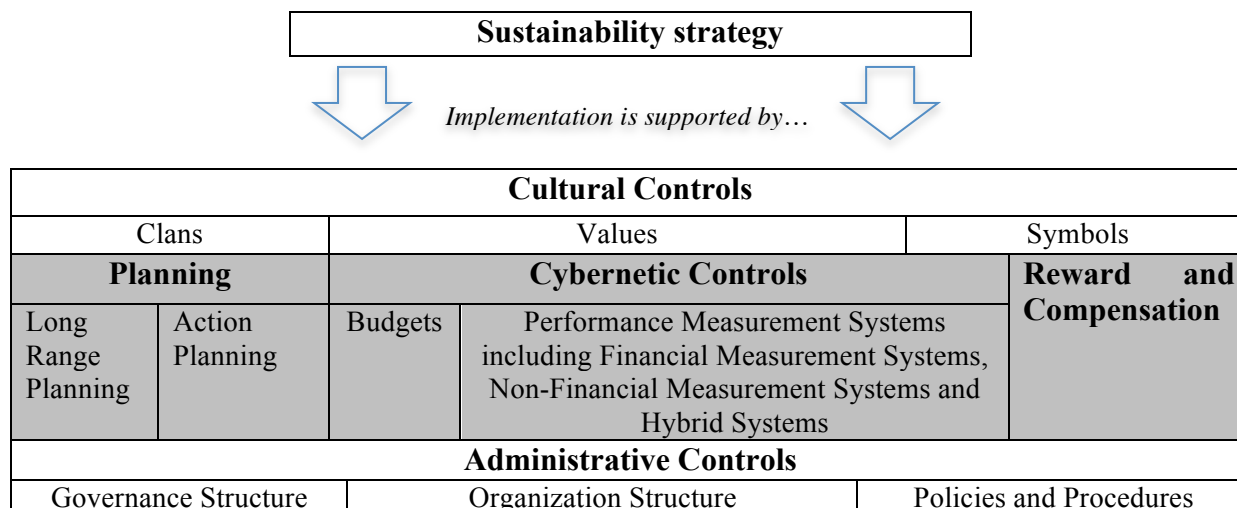 Sustainability strategy
Implementation is supported by…
Cultural Controls
Clans
Values
Symbols
Planning
Cybernetic Controls
Reward and
Compensation
Long
Range
Planning
Action
Planning
Budgets
Performance Measurement Systems
including Financial Measurement Systems,
Non-Financial Measurement Systems and
Hybrid Systems
Administrative Controls
Governance Structure
Organization Structure
Policies and Procedures